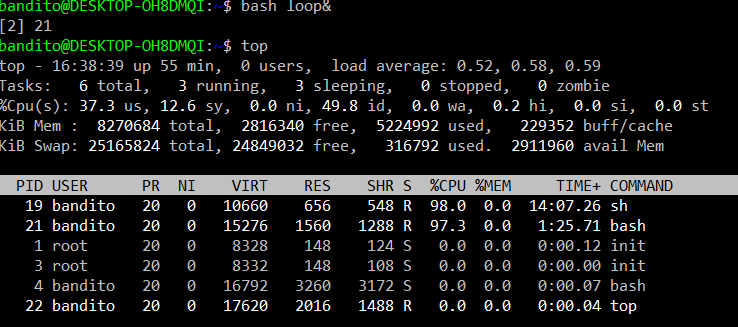 bandito@DESKTOP-OH8DMQI:~$ bash loop&
[2] 21
bandito@DESKTOP-OH8DMQI:~$ top
top - 16:38:39 up 55 min,  0 users,  load average: 0.52, 0.58, 0.59
Tasks:   6 total,   3 running,   3 sleeping,   0 stopped,   0 zombie
%Cpu(s): 37.3 us, 12.6 sy,  0.0 ni, 49.8 id,  0.0 wa,  0.2 hi,  0.0 si,  0.0 st
KiB Mem :  8270684 total,  2816340 free,  5224992 used,   229352 buff/cache
KiB Swap: 25165824 total, 24849032 free,   316792 used.  2911960 avail Mem
PID USER      PR  NI    VIRT    RES    SHR S  %CPU %MEM     TIME+ COMMAND
19 bandito   20   0   10660    656    548 R  98.0  0.0  14:07.26 sh
21 bandito   20   0   15276   1560   1288 R  97.3  0.0   1:25.71 bash
1 root      20   0    8328    148    124 S   0.0  0.0   0:00.12 init
3 root      20   0    8332    148    108 S   0.0  0.0   0:00.00 init
4 bandito   20   0   16792   3260   3172 S   0.0  0.0   0:00.07 bash
22 bandito   20   0   17620   2016   1488 R   0.0  0.0   0:00.04 top